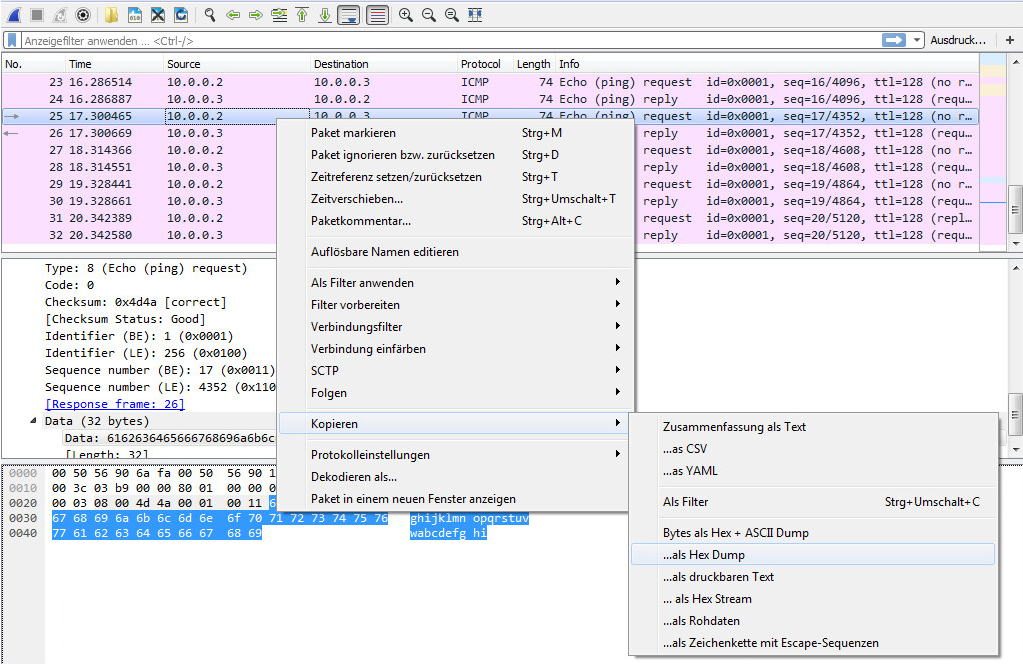 Anzeigefilter anwenden ... <Ctrl-/> Ausdruck... +
No. Time Source Destination Protocol Length Info
23 16.286514 10.0.0.2 10.0.0.3 ICMP 74 Echo (ping) request id=0x0001, seq=16/4096, ttl=128 (no r…
24 16.286887 10.0.0.3 10.0.0.2 ICMP 74 Echo (ping) reply id=0x0001, seq=16/4096, ttl=128 (requ…
25 17.300465 10.0.0.2 10.0.0.3 ICMP 74 Echo (ping) request id=0x0001, seq=17/4352, ttl=128 (no r…
26 17.300669 10.0.0.3 reply id=0x0001, seq=17/4352, ttl=128 (requ…
27 18.314366 10.0.0.2 request id=0x0001, seq=18/4608, ttl=128 (no r…
28 18.314551 10.0.0.3 reply id=0x0001, seq=18/4608, ttl=128 (requ…
29 19.328441 10.0.0.2 request id=0x0001, seq=19/4864, ttl=128 (no r…
30 19.328661 10.0.0.3 reply id=0x0001, seq=19/4864, ttl=128 (requ…
31 20.342389 10.0.0.2 request id=0x0001, seq=20/5120, ttl=128 (repl…
32 20.342580 10.0.0.3 reply id=0x0001, seq=20/5120, ttl=128 (requ…
Paket markieren Strg+M
Paket ignorieren bzw. zurücksetzen Strg+D
Zeitreferenz setzen/zurücksetzen Strg+T
Zeitverschieben... Strg+Umschalt+T
Paketkommentar... Strg+Alt+C
Auflösbare Namen editieren
Als Filter anwenden
Filter vorbereiten
Verbindungsfilter
Verbindung einfärben
SCTP
Folgen
Kopieren
Protokolleinstellungen
Dekodieren als...
Paket in einem neuen Fenster anzeigen
Zusammenfassung als Text
...as CSV
...as YAML
Als Filter Strg+Umschalt+C
Bytes als Hex + ASCII Dump
...als Hex Dump
...als druckbaren Text
... als Hex Stream
...als Rohdaten
...als Zeichenkette mit Escape-Sequenzen
Type: 8 (Echo (ping) request)
Code: 0
Checksum: 0x4d4a [correct]
[Checksum Status: Good]
Identifier (BE): 1 (0x0001)
Identifier (LE): 256 (0x0100)
Sequence number (BE): 17 (0x0011)
Sequence number (LE): 4352 (0x110
[Response frame: 26]
Data (32 bytes)
Data: 6162636465666768696a6b6c
[Length: 32]
0000 00 50 56 90 6a fa 00 50 56 90 1
0010 00 3c 03 b9 00 00 80 01 00 00 0
0020 00 03 08 00 4d 4a 00 01 00 11 6
0030 67 68 69 6a 6b 6c 6d 6e 6f 70 71 72 73 74 75 76 ghijklmn opqrstuv
0040 77 61 62 63 64 65 66 67 68 69 wabcdefg hi